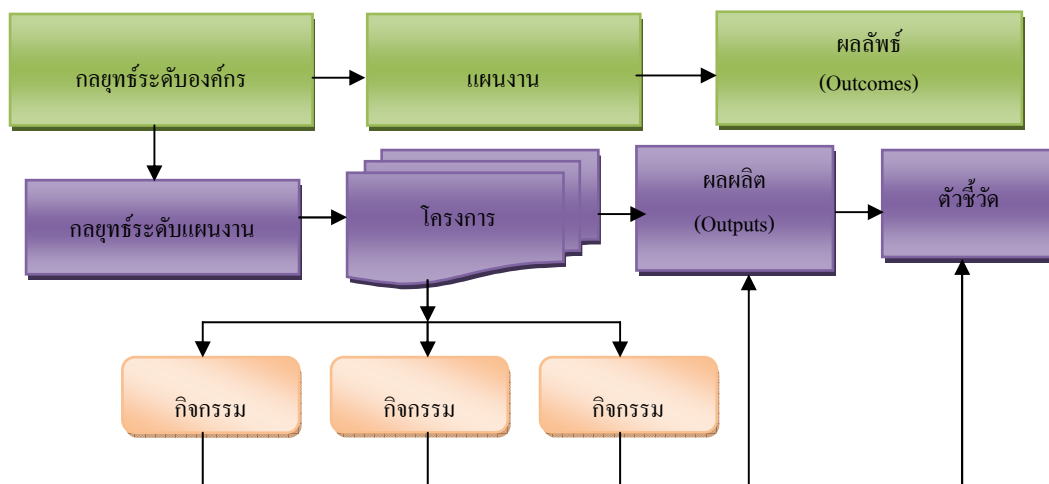 กลยุทธ์ระดับองค์กร
แผนงาน
ผลลัพธ์
(Outcomes)
กลยุทธ์ระดับแผนงาน
โครงการ
ผลผลิต
(Outputs)
ตัวชี้วัด
กิจกรรม
กิจกรรม
กิจกรรม